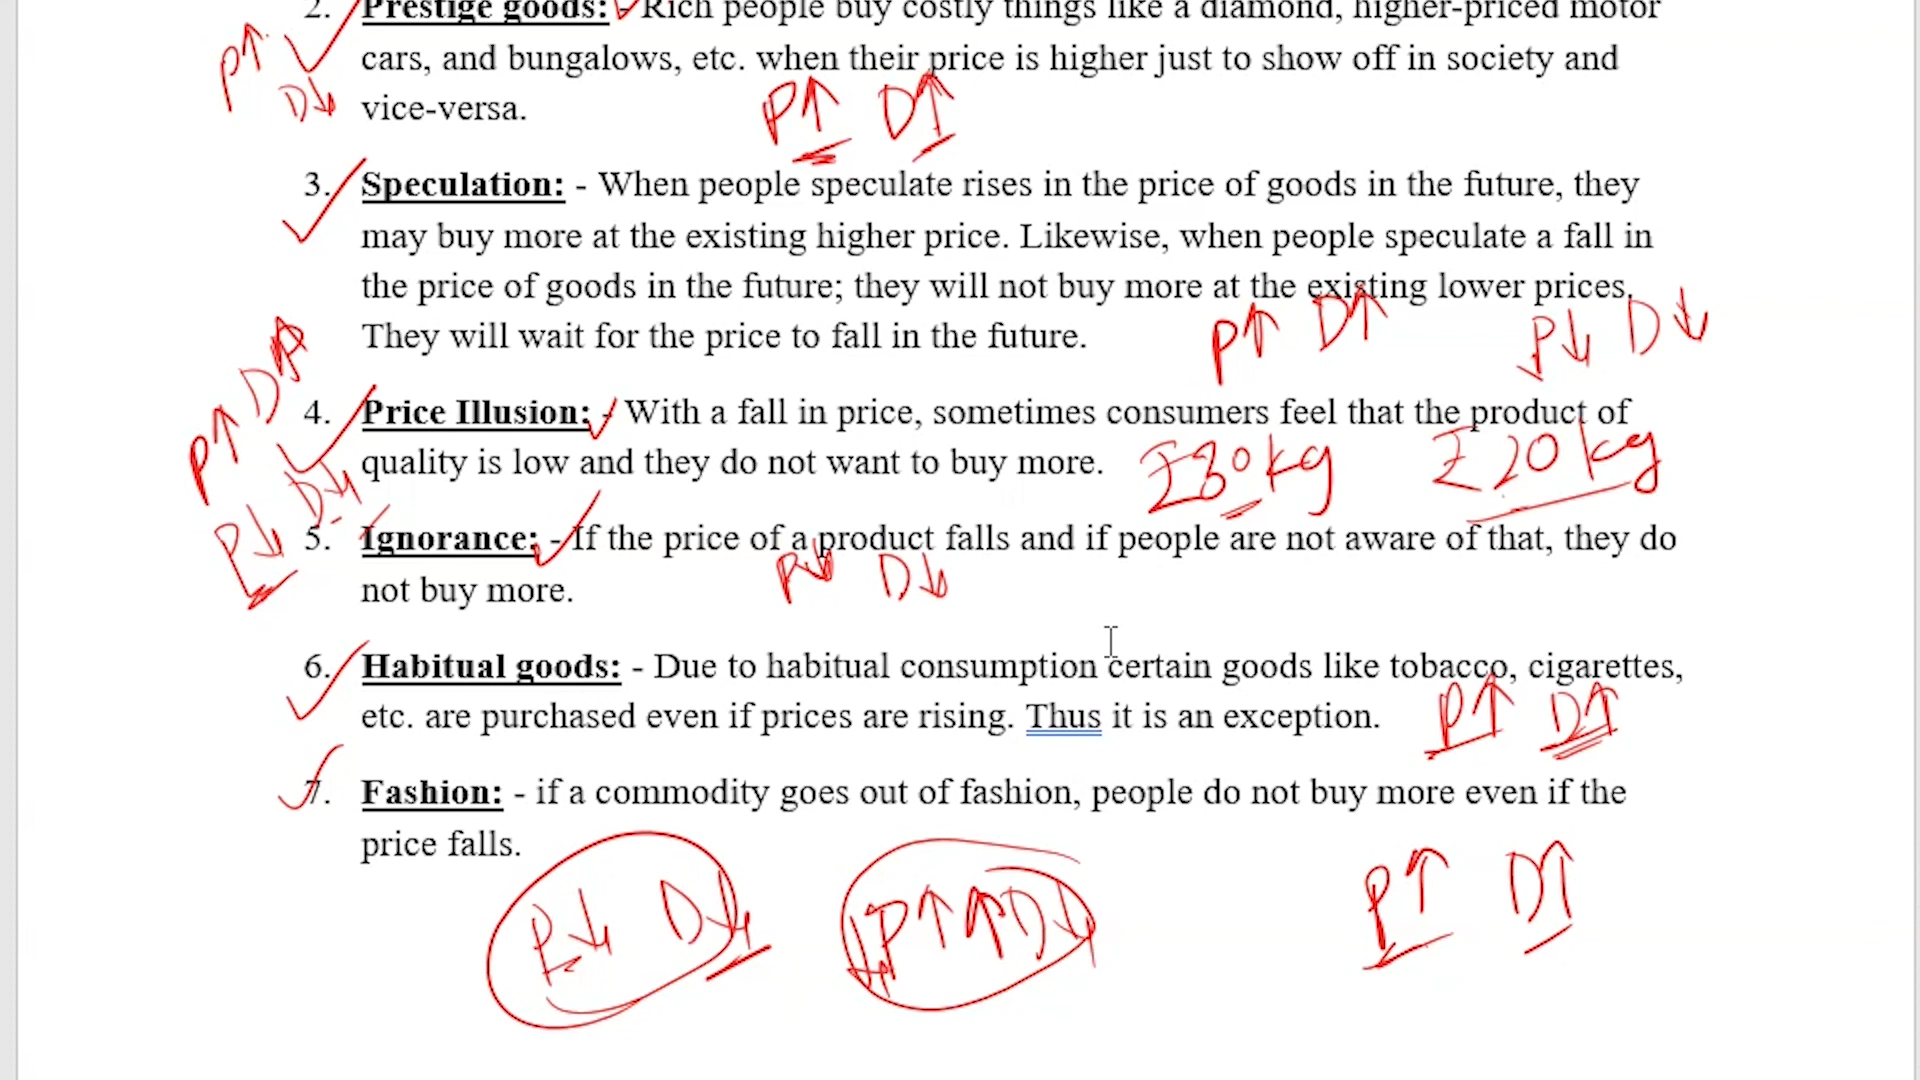 2. Prestige goods: - Rich people buy costly things like a diamond, higher-priced motor
cars, and bungalows, etc. when their price is higher just to show off in society and
vice-versa.
P↑
D↓
P↑ D↑
3. Speculation: - When people speculate rises in the price of goods in the future, they
may buy more at the existing higher price. Likewise, when people speculate a fall in
the price of goods in the future; they will not buy more at the existing lower prices.
They will wait for the price to fall in the future.
P↑ D↑ P↓ D↓
P↑ D↑
4. Price Illusion: - With a fall in price, sometimes consumers feel that the product of
quality is low and they do not want to buy more.
₹30 kg ₹20 kg
P↓ D↓
5. Ignorance: - If the price of a product falls and if people are not aware of that, they do
not buy more.
P↓ D↓
6. Habitual goods: - Due to habitual consumption certain goods like tobacco, cigarettes,
etc. are purchased even if prices are rising. Thus it is an exception.
P↑ D↑
7. Fashion: - if a commodity goes out of fashion, people do not buy more even if the
price falls.
P↓ D↓ P↑ D↓ P↑ D↑